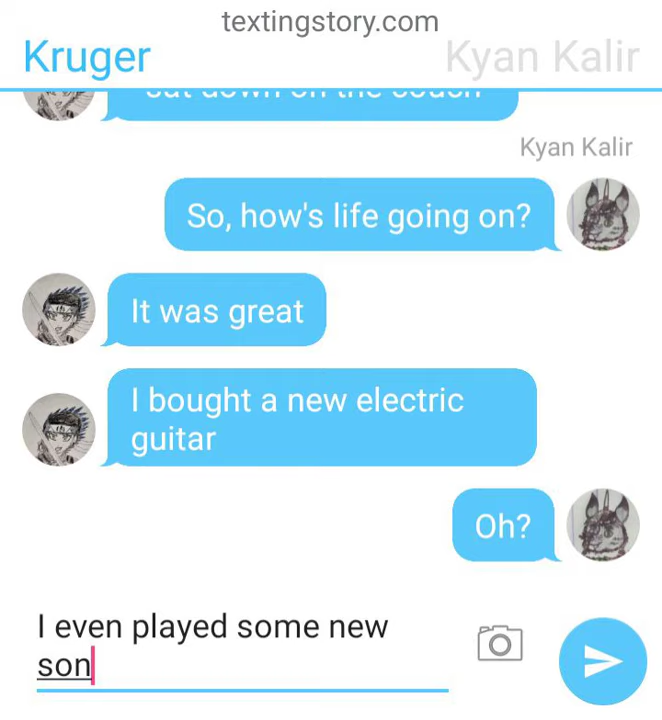 textingstory.com
Kruger
Kyan Kalir
sat down on the couch
Kyan Kalir
So, how's life going on?
It was great
I bought a new electric
guitar
Oh?
I even played some new
son